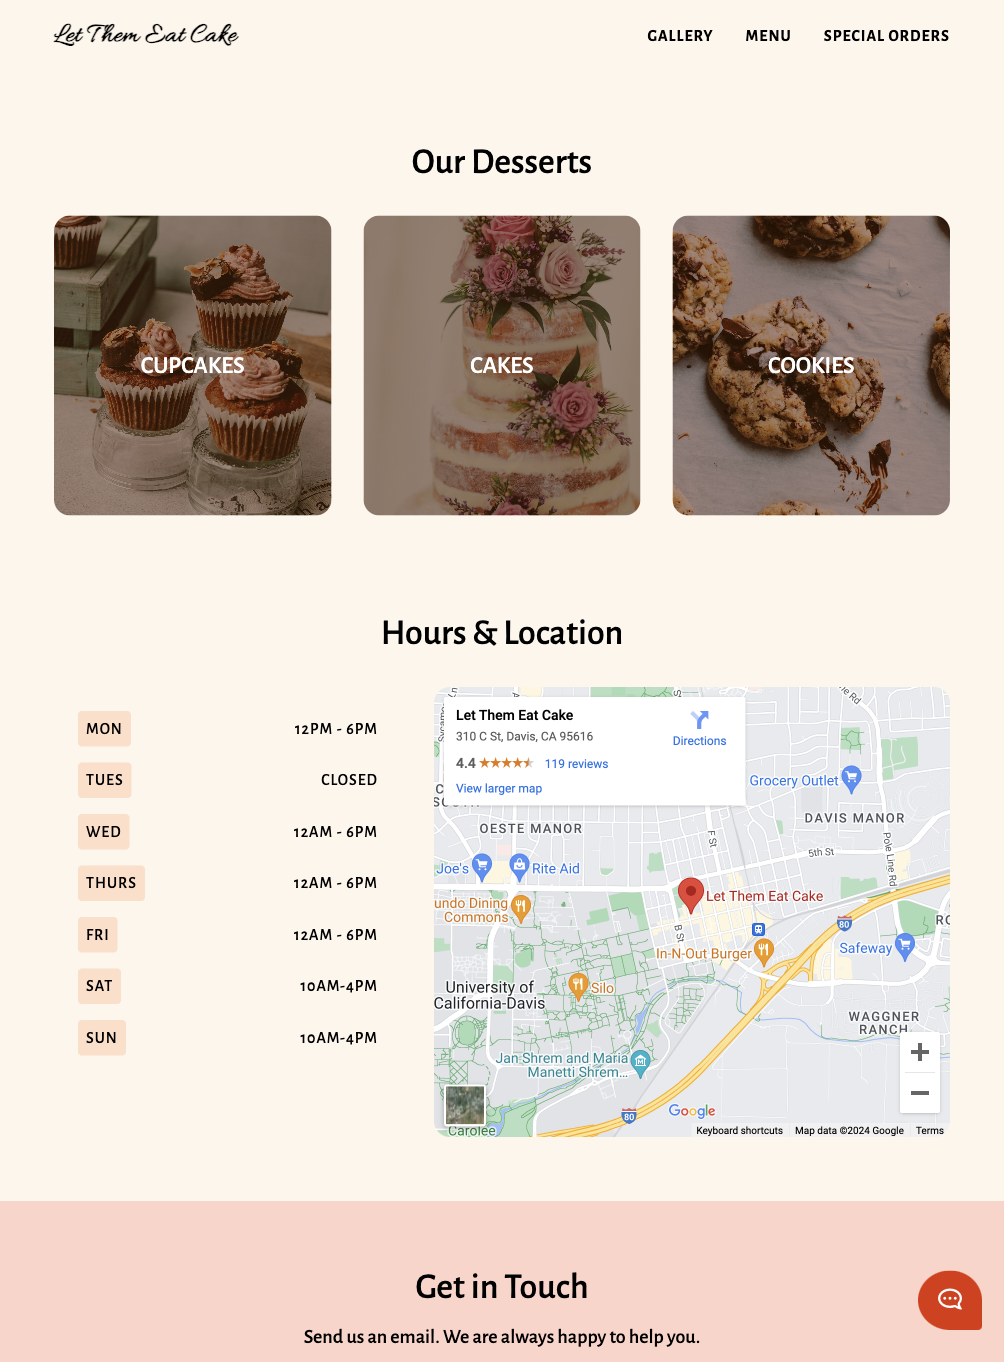 Let Them Eat Cake
GALLERY MENU SPECIAL ORDERS
Our Desserts
CUPCAKES
CAKES
COOKIES
Hours & Location
MON 12PM - 6PM
TUES CLOSED
WED 12AM - 6PM
THURS 12AM - 6PM
FRI 12AM - 6PM
SAT 10AM-4PM
SUN 10AM-4PM
Let Them Eat Cake
310 C St, Davis, CA 95616
4.4 119 reviews
View larger map
Directions
Grocery Outlet
DAVIS MANOR
OESTE MANOR
F St
5th St
Pole Line Rd
Joe's
Rite Aid
undo Dining
Commons
Let Them Eat Cake
B St
80
In-N-Out Burger
Safeway
University of
California-Davis
Silo
WAGGNER
RANCH
Jan Shrem and Maria
Manetti Shrem...
80
Google
Carolee
Keyboard shortcuts Map data ©2024 Google Terms
Get in Touch
Send us an email. We are always happy to help you.